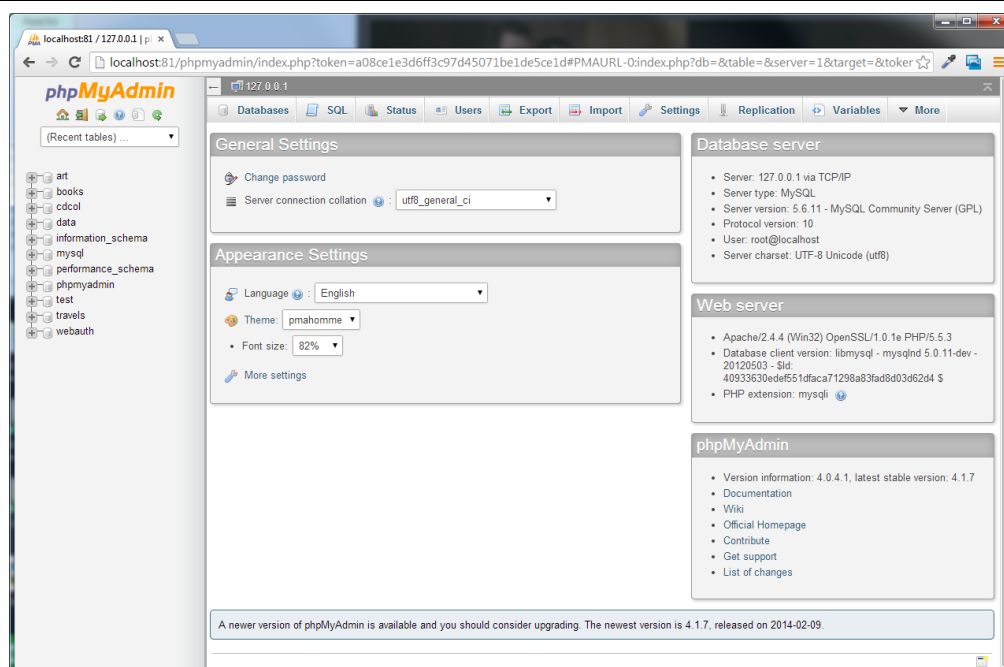 localhost:81 / 127.0.0.1 | p
localhost:81/phpmyadmin/index.php?token=a08ce1e3d6ff3c97d45071be1de5ce1d#PMAURL-0:index.php?db=&table=&server=1&target=&toker
phpMyAdmin
(Recent tables) ...
art
books
cdcol
data
information_schema
mysql
performance_schema
phpmyadmin
test
travels
webauth
127.0.0.1
Databases SQL Status Users Export Import Settings Replication Variables More
General Settings
Change password
Server connection collation : utf8_general_ci
Appearance Settings
Language : English
Theme: pmahomme
Font size: 82%
More settings
Database server
Server: 127.0.0.1 via TCP/IP
Server type: MySQL
Server version: 5.6.11 - MySQL Community Server (GPL)
Protocol version: 10
User: root@localhost
Server charset: UTF-8 Unicode (utf8)
Web server
Apache/2.4.4 (Win32) OpenSSL/1.0.1e PHP/5.5.3
Database client version: libmysql - mysqlnd 5.0.11-dev -
20120503 - $Id:
40933630edef551dfaca71298a83fad8d03d62d4 $
PHP extension: mysqli
phpMyAdmin
Version information: 4.0.4.1, latest stable version: 4.1.7
Documentation
Wiki
Official Homepage
Contribute
Get support
List of changes
A newer version of phpMyAdmin is available and you should consider upgrading. The newest version is 4.1.7, released on 2014-02-09.